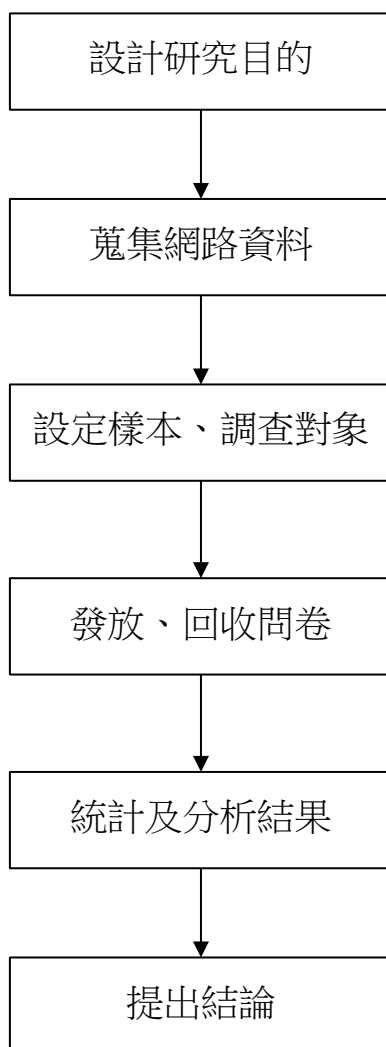 設計研究目的
蒐集網路資料
設定樣本、調查對象
發放、回收問卷
統計及分析結果
提出結論